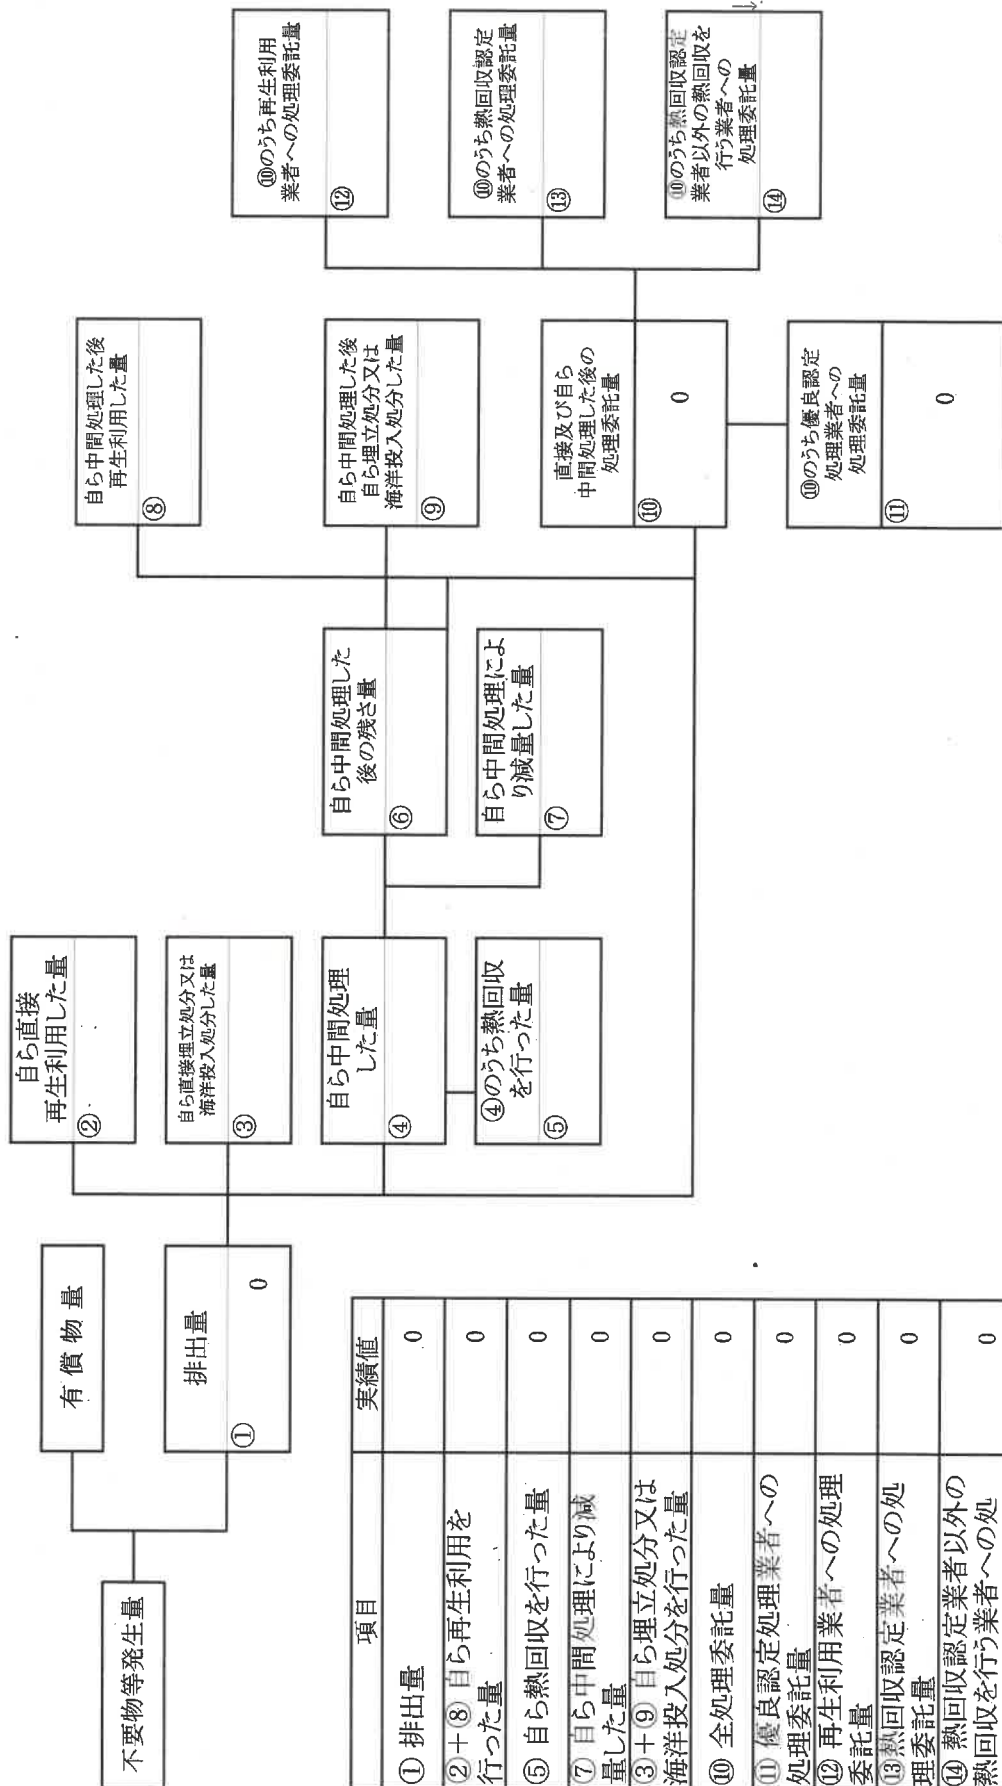 不要物等発生量
有償物量
排出量
①
0
自ら直接
再生利用した量
②
自ら直接埋立処分又は
海洋投入処分した量
③
自ら中間処理
した量
④
④のうち熱回収
を行った量
⑤
自ら中間処理した
後の残さ量
⑥
自ら中間処理によ
り減量した量
⑦
自ら中間処理した後
再生利用した量
⑧
自ら中間処理した後
自ら埋立処分又は
海洋投入処分した量
⑨
直接及び自ら
中間処理した後の
処理委託量
⑩
0
⑩のうち優良認定
処理業者への
処理委託量
⑪
0
⑩のうち再生利用
業者への処理委託量
⑫
⑩のうち熱回収認定
業者への処理委託量
⑬
⑩のうち熱回収認定
業者以外の熱回収を
行う業者への
処理委託量
⑭
項目 実績値
①排出量 0
②+⑧ 自ら再生利用を
行った量 0
⑤ 自ら熱回収を行った量 0
⑦ 自ら中間処理により減
量した量 0
③+⑨ 自ら埋立処分又は
海洋投入処分を行った量 0
⑩ 全処理委託量 0
⑪ 優良認定処理業者への
処理委託量 0
⑫ 再生利用業者への処理
委託量 0
⑬熱回収認定業者への処
理委託量 0
⑭ 熱回収認定業者以外の
熱回収を行う業者への処 0